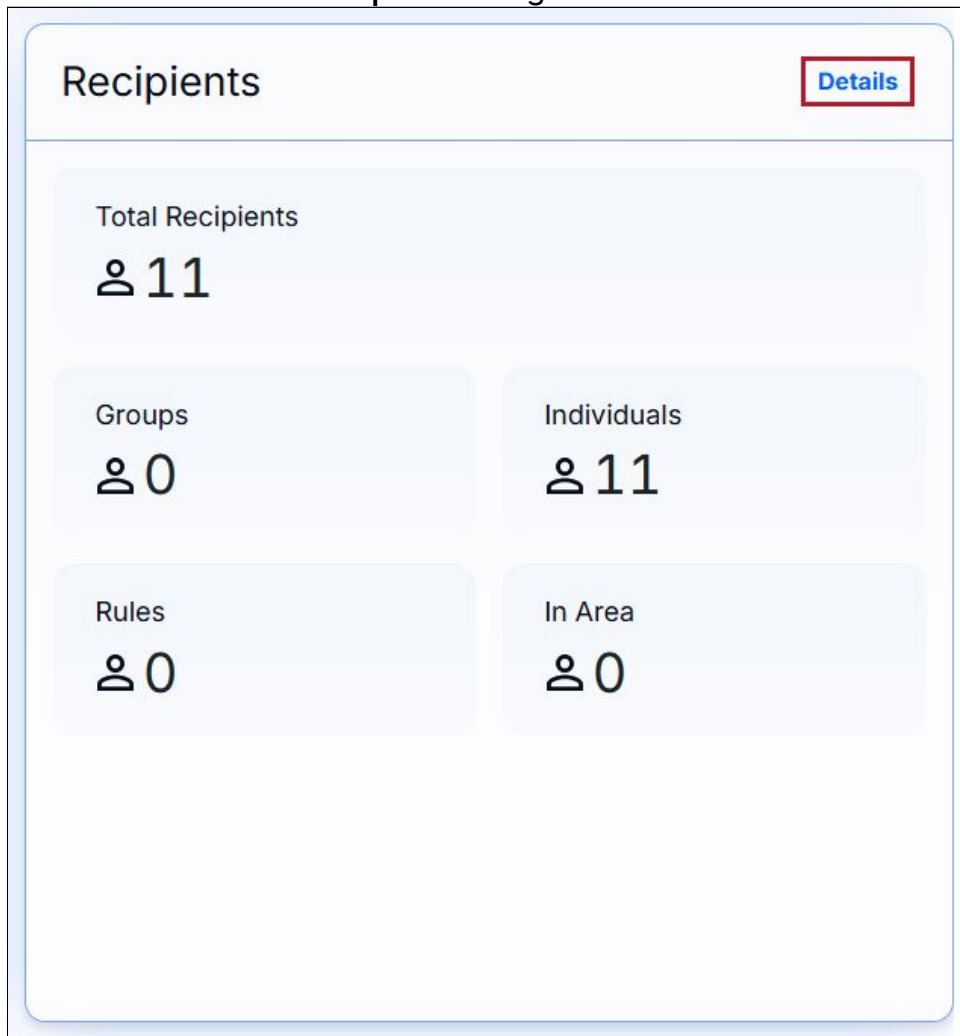 Recipients
Details
Total Recipients
11
Groups
0
Individuals
11
Rules
0
In Area
0